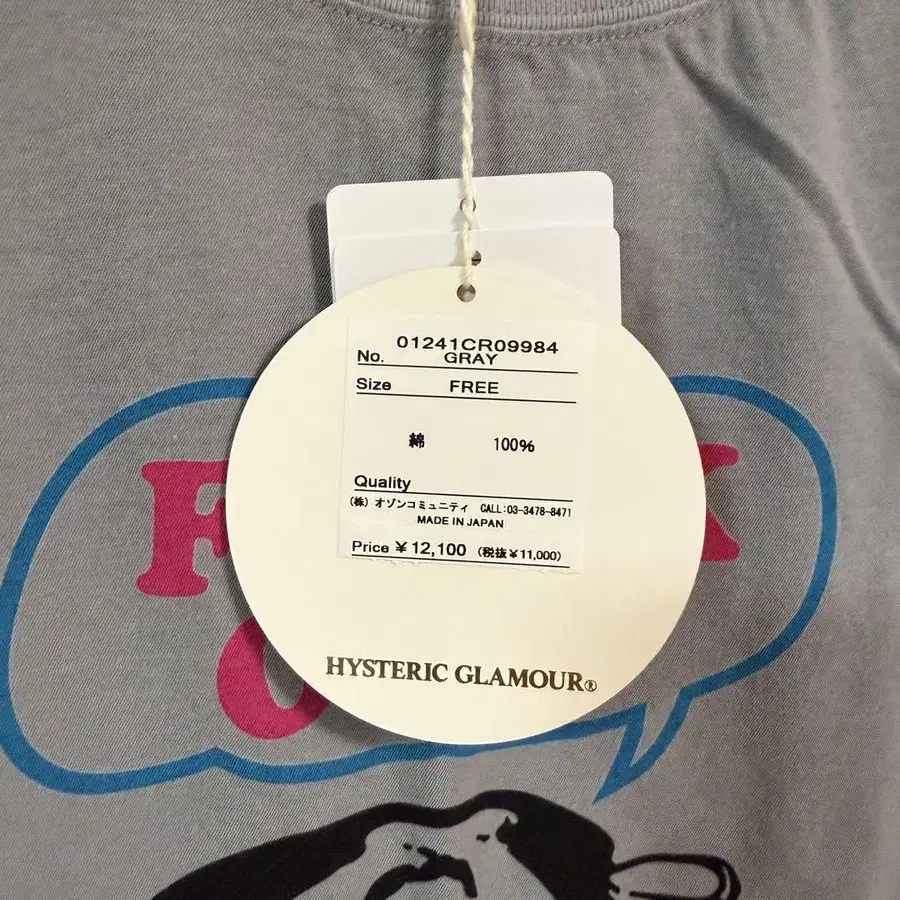 01241CR09984
No. GRAY
Size FREE
綿 100%
Quality
(株) オゾンコミュニティ CALL:03-3478-8471
MADE IN JAPAN
Price ¥12,100 (税抜¥11,000)
HYSTERIC GLAMOUR®
F K
O